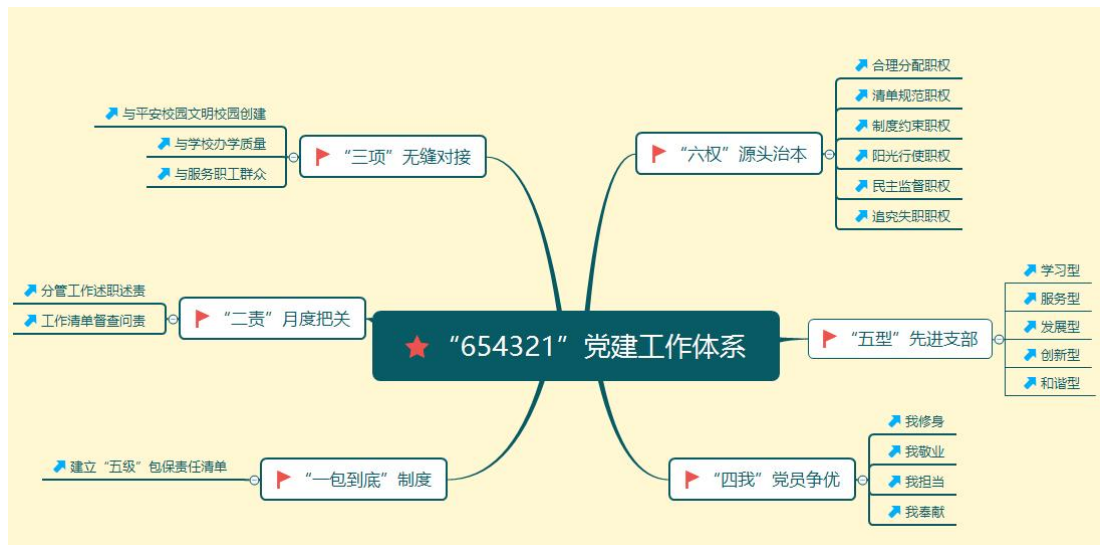 “654321”党建工作体系
“六权”源头治本
合理分配职权
清单规范职权
制度约束职权
阳光行使职权
民主监督职权
追究失职职权
“五型”先进支部
学习型
服务型
发展型
创新型
和谐型
“四我”党员争优
我修身
我敬业
我担当
我奉献
“三项”无缝对接
与平安校园文明校园创建
与学校办学质量
与服务职工群众
“二责”月度把关
分管工作述职述责
工作清单督查问责
“一包到底”制度
建立“五级”包保责任清单